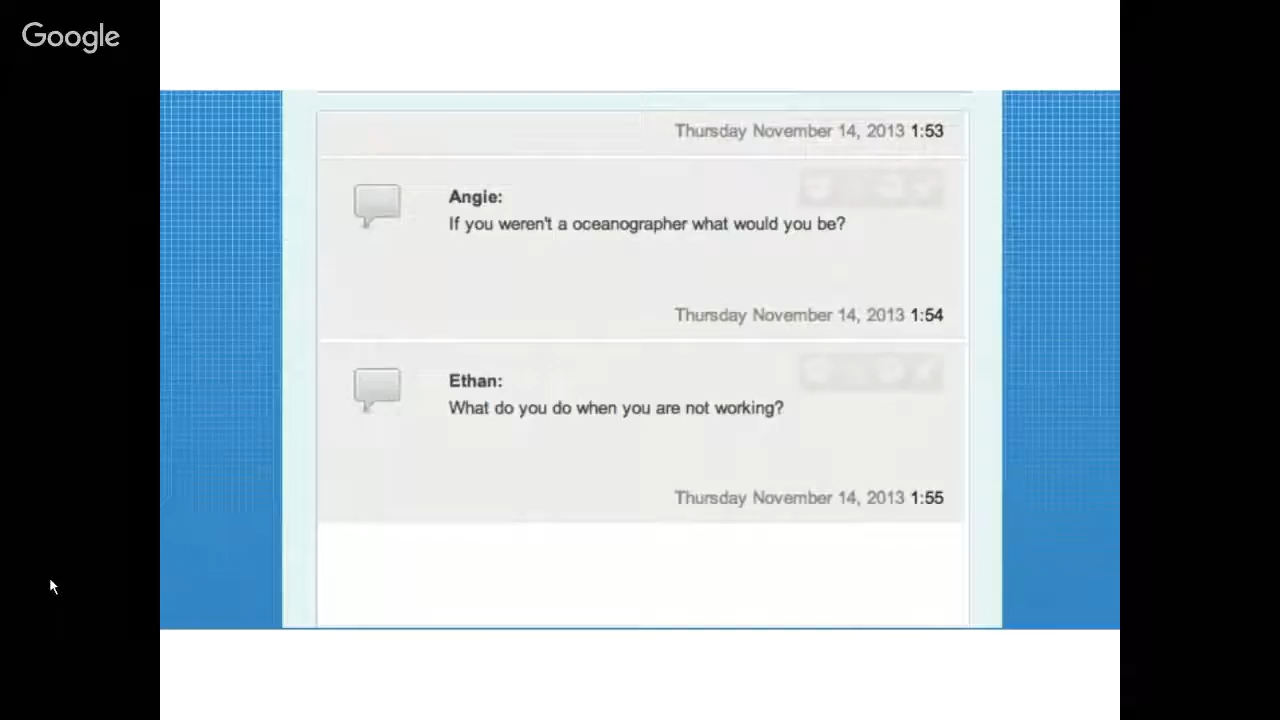 Google
Thursday November 14, 2013 1:53
Angie:
If you weren't a oceanographer what would you be?
Thursday November 14, 2013 1:54
Ethan:
What do you do when you are not working?
Thursday November 14, 2013 1:55